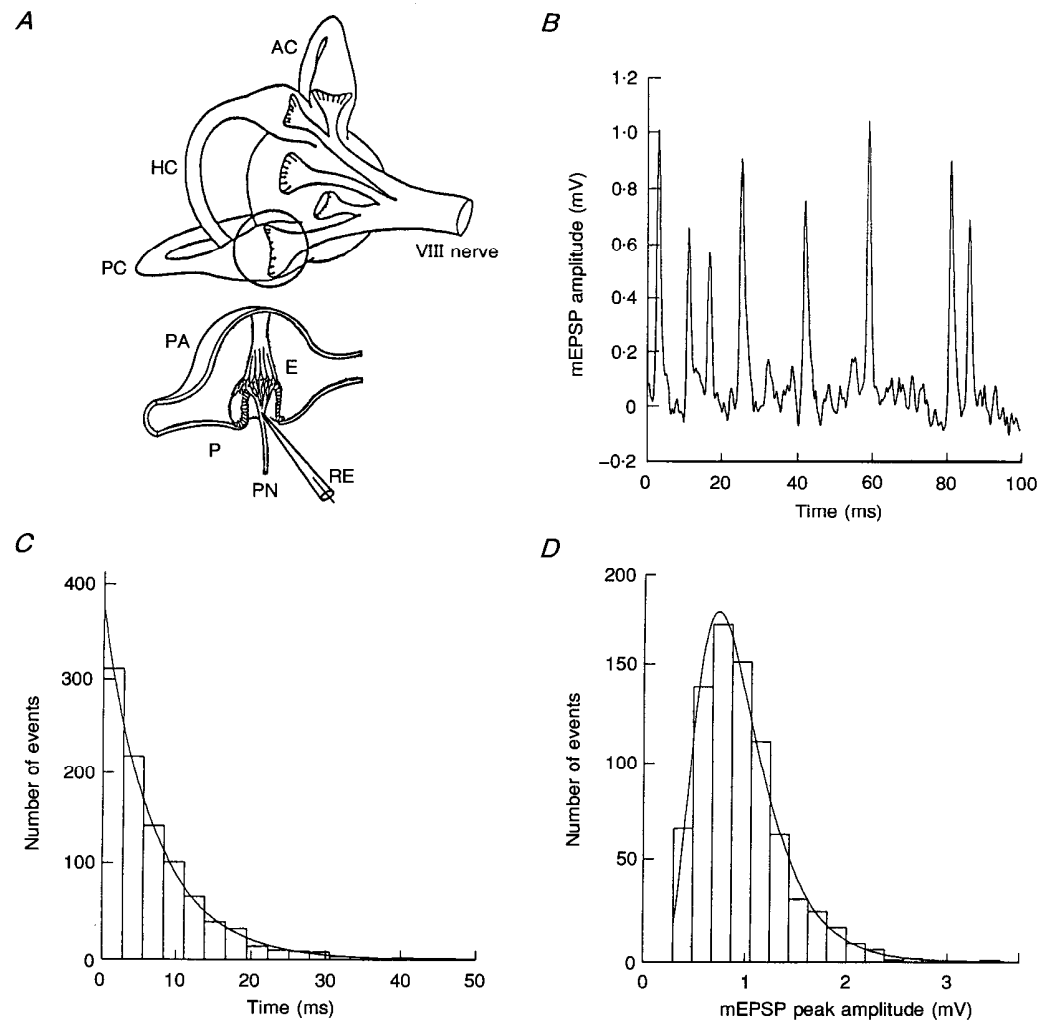 A
AC
HC
PC
VIII nerve
PA
E
P
PN
RE
B
mEPSP amplitude (mV)
1·2
1·0
0·8
0·6
0·4
0·2
0
−0·2
0 20 40 60 80 100
Time (ms)
C
Number of events
400
300
200
100
0
0 10 20 30 40 50
Time (ms)
D
Number of events
200
150
100
50
0
0 1 2 3
mEPSP peak amplitude (mV)